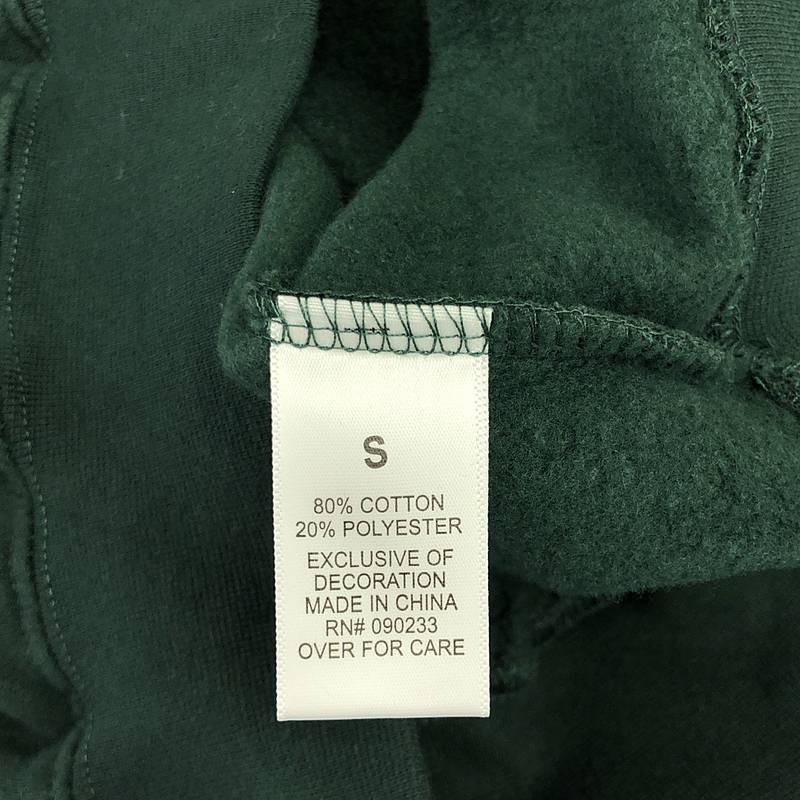 S
80% COTTON
20% POLYESTER
EXCLUSIVE OF
DECORATION
MADE IN CHINA
RN# 090233
OVER FOR CARE